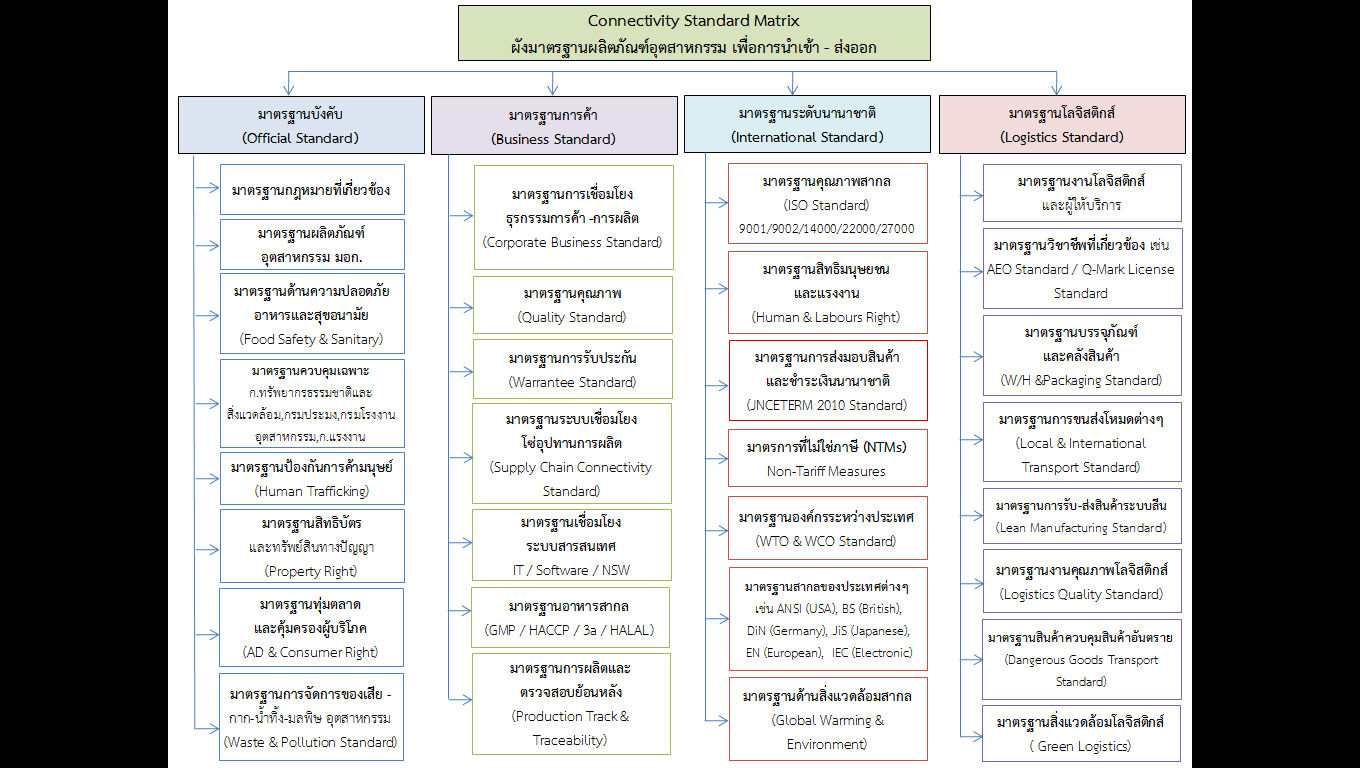 Connectivity Standard Matrix
ผังมาตรฐานผลิตภัณฑ์อุตสาหกรรม เพื่อการนำเข้า - ส่งออก
มาตรฐานบังคับ
(Official Standard)
มาตรฐานกฎหมายที่เกี่ยวข้อง
มาตรฐานผลิตภัณฑ์
อุตสาหกรรม มอก.
มาตรฐานด้านความปลอดภัย
อาหารและสุขอนามัย
(Food Safety & Sanitary)
มาตรฐานควบคุมเฉพาะ
ก.ทรัพยากรธรรมชาติและ
สิ่งแวดล้อม,กรมประมง,กรมโรงงาน
อุตสาหกรรม,ก.แรงงาน
มาตรฐานป้องกันการค้ามนุษย์
(Human Trafficking)
มาตรฐานสิทธิบัตร
และทรัพย์สินทางปัญญา
(Property Right)
มาตรฐานทุ่มตลาด
และคุ้มครองผู้บริโภค
(AD & Consumer Right)
มาตรฐานการจัดการของเสีย -
กาก-น้ำทิ้ง-มลพิษ อุตสาหกรรม
(Waste & Pollution Standard)
มาตรฐานการค้า
(Business Standard)
มาตรฐานการเชื่อมโยง
ธุรกรรมการค้า -การผลิต
(Corporate Business Standard)
มาตรฐานคุณภาพ
(Quality Standard)
มาตรฐานการรับประกัน
(Warrantee Standard)
มาตรฐานระบบเชื่อมโยง
โซ่อุปทานการผลิต
(Supply Chain Connectivity
Standard)
มาตรฐานเชื่อมโยง
ระบบสารสนเทศ
IT / Software / NSW
มาตรฐานอาหารสากล
(GMP / HACCP / 3a / HALAL)
มาตรฐานการผลิตและ
ตรวจสอบย้อนหลัง
(Production Track &
Traceability)
มาตรฐานระดับนานาชาติ
(International Standard)
มาตรฐานคุณภาพสากล
(ISO Standard)
9001/9002/14000/22000/27000
มาตรฐานสิทธิมนุษยชน
และแรงงาน
(Human & Labours Right)
มาตรฐานการส่งมอบสินค้า
และชำระเงินนานาชาติ
(JNCETERM 2010 Standard)
มาตรการที่ไม่ใช่ภาษี (NTMs)
Non-Tariff Measures
มาตรฐานองค์กรระหว่างประเทศ
(WTO & WCO Standard)
มาตรฐานสากลของประเทศต่างๆ
เช่น ANSI (USA), BS (British),
DiN (Germany), JiS (Japanese),
EN (European), IEC (Electronic)
มาตรฐานด้านสิ่งแวดล้อมสากล
(Global Warming &
Environment)
มาตรฐานโลจิสติกส์
(Logistics Standard)
มาตรฐานงานโลจิสติกส์
และผู้ให้บริการ
มาตรฐานวิชาชีพที่เกี่ยวข้อง เช่น
AEO Standard / Q-Mark License
Standard
มาตรฐานบรรจุภัณฑ์
และคลังสินค้า
(W/H &Packaging Standard)
มาตรฐานการขนส่งโหมดต่างๆ
(Local & International
Transport Standard)
มาตรฐานการรับ-ส่งสินค้าระบบลีน
(Lean Manufacturing Standard)
มาตรฐานงานคุณภาพโลจิสติกส์
(Logistics Quality Standard)
มาตรฐานสินค้าควบคุมสินค้าอันตราย
(Dangerous Goods Transport
Standard)
มาตรฐานสิ่งแวดล้อมโลจิสติกส์
( Green Logistics)